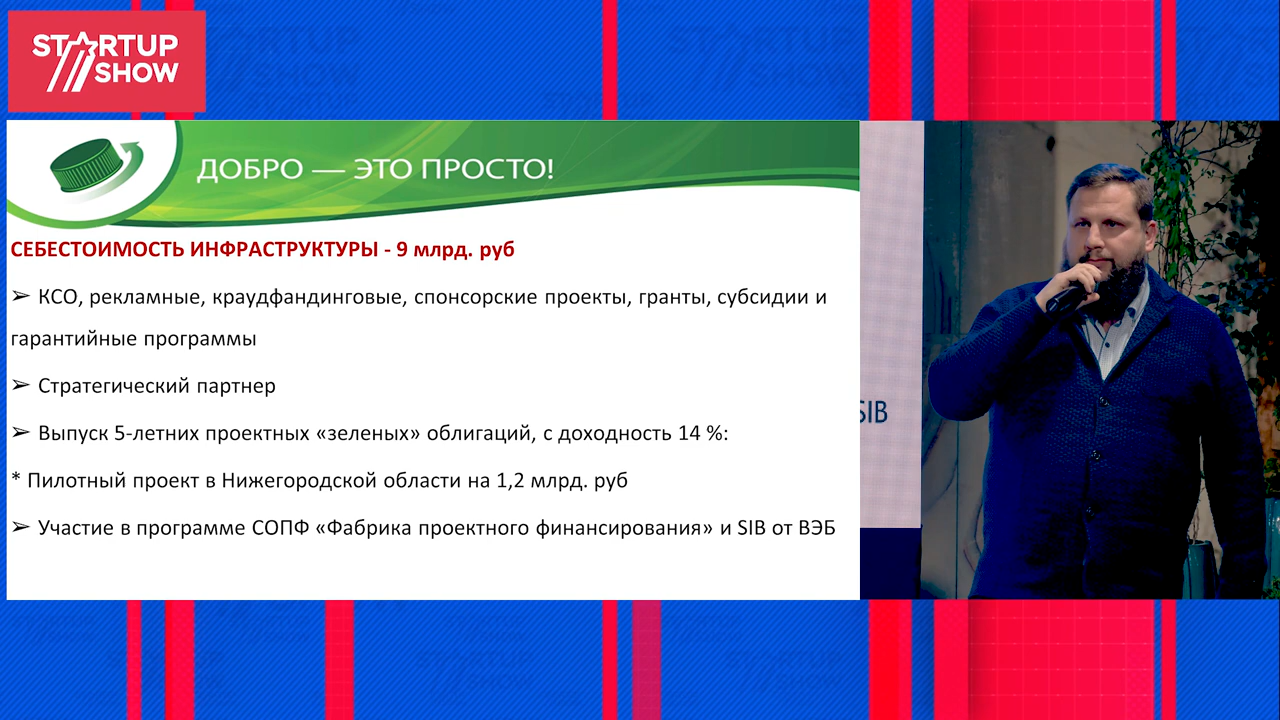 STARTUP
SHOW
ДОБРО — ЭТО ПРОСТО!
СЕБЕСТОИМОСТЬ ИНФРАСТРУКТУРЫ - 9 млрд. руб
➢ КСО, рекламные, краудфандинговые, спонсорские проекты, гранты, субсидии и
гарантийные программы
➢ Стратегический партнер
➢ Выпуск 5-летних проектных «зеленых» облигаций, с доходность 14 %:
* Пилотный проект в Нижегородской области на 1,2 млрд. руб
➢ Участие в программе СОПФ «Фабрика проектного финансирования» и SIB от ВЭБ
SIB